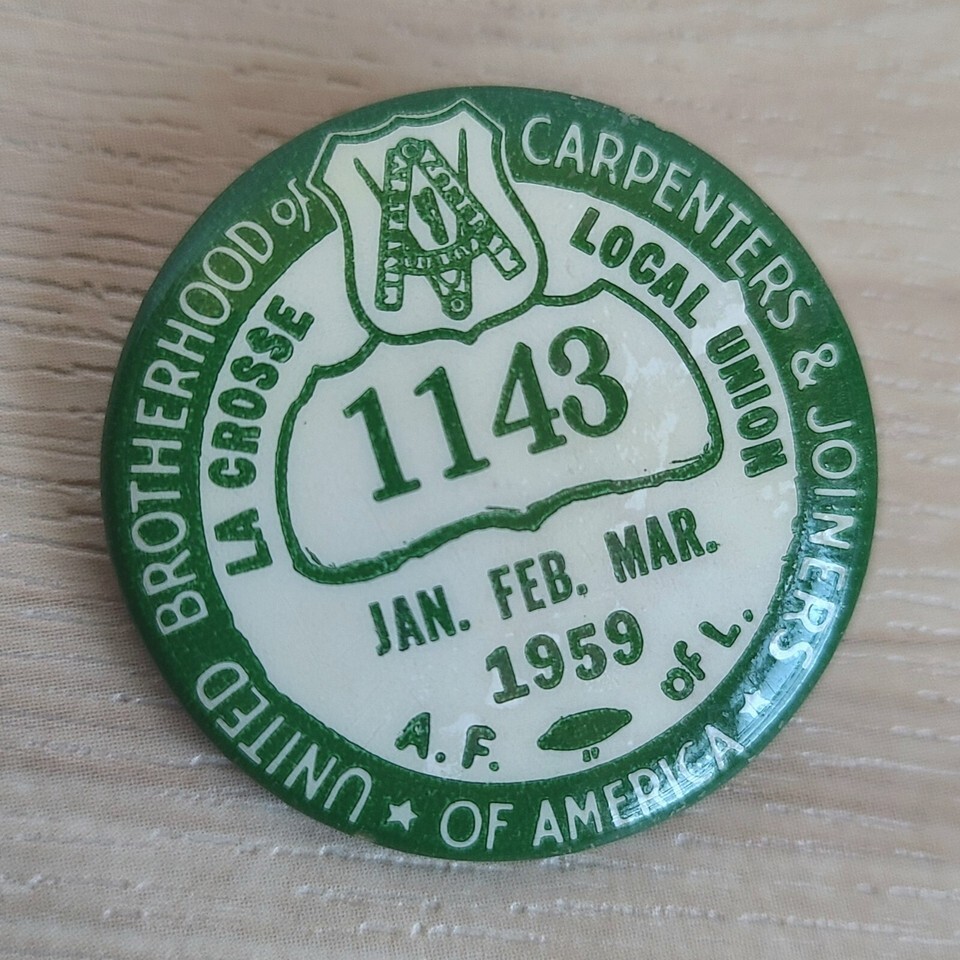 UNITED BROTHERHOOD of CARPENTERS & JOINERS
★ OF AMERICA ★
LA CROSSE
LOCAL UNION
1143
JAN. FEB. MAR.
1959
A. F. OF L.